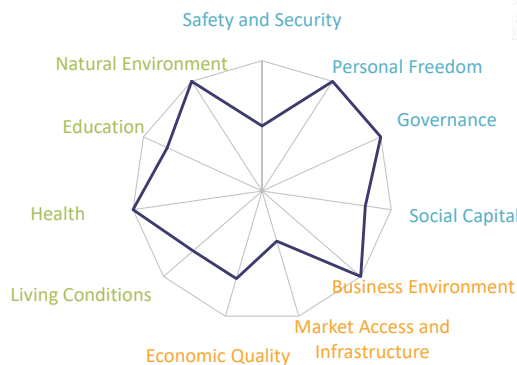 Safety and Security
Natural Environment
Personal Freedom
Education
Governance
Health
Social Capital
Living Conditions
Business Environment
Market Access and
Infrastructure
Economic Quality